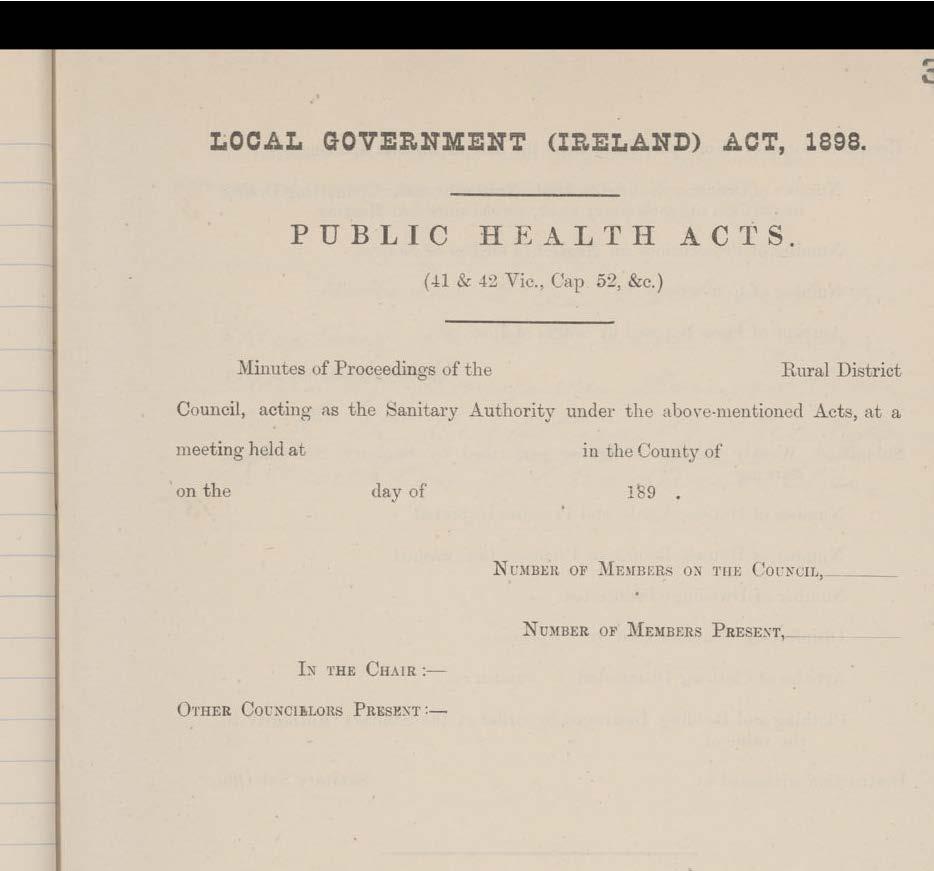 3
LOCAL GOVERNMENT (IRELAND) ACT, 1898.
PUBLIC HEALTH ACTS.
(41 & 42 Vic., Cap 52, &c.)
Minutes of Proceedings of the Rural District
Council, acting as the Sanitary Authority under the above-mentioned Acts, at a
meeting held at in the County of
on the day of 189 .
NUMBER OF MEMBERS ON THE COUNCIL,
NUMBER OF MEMBERS PRESENT,
IN THE CHAIR :—
OTHER COUNCILLORS PRESENT :—